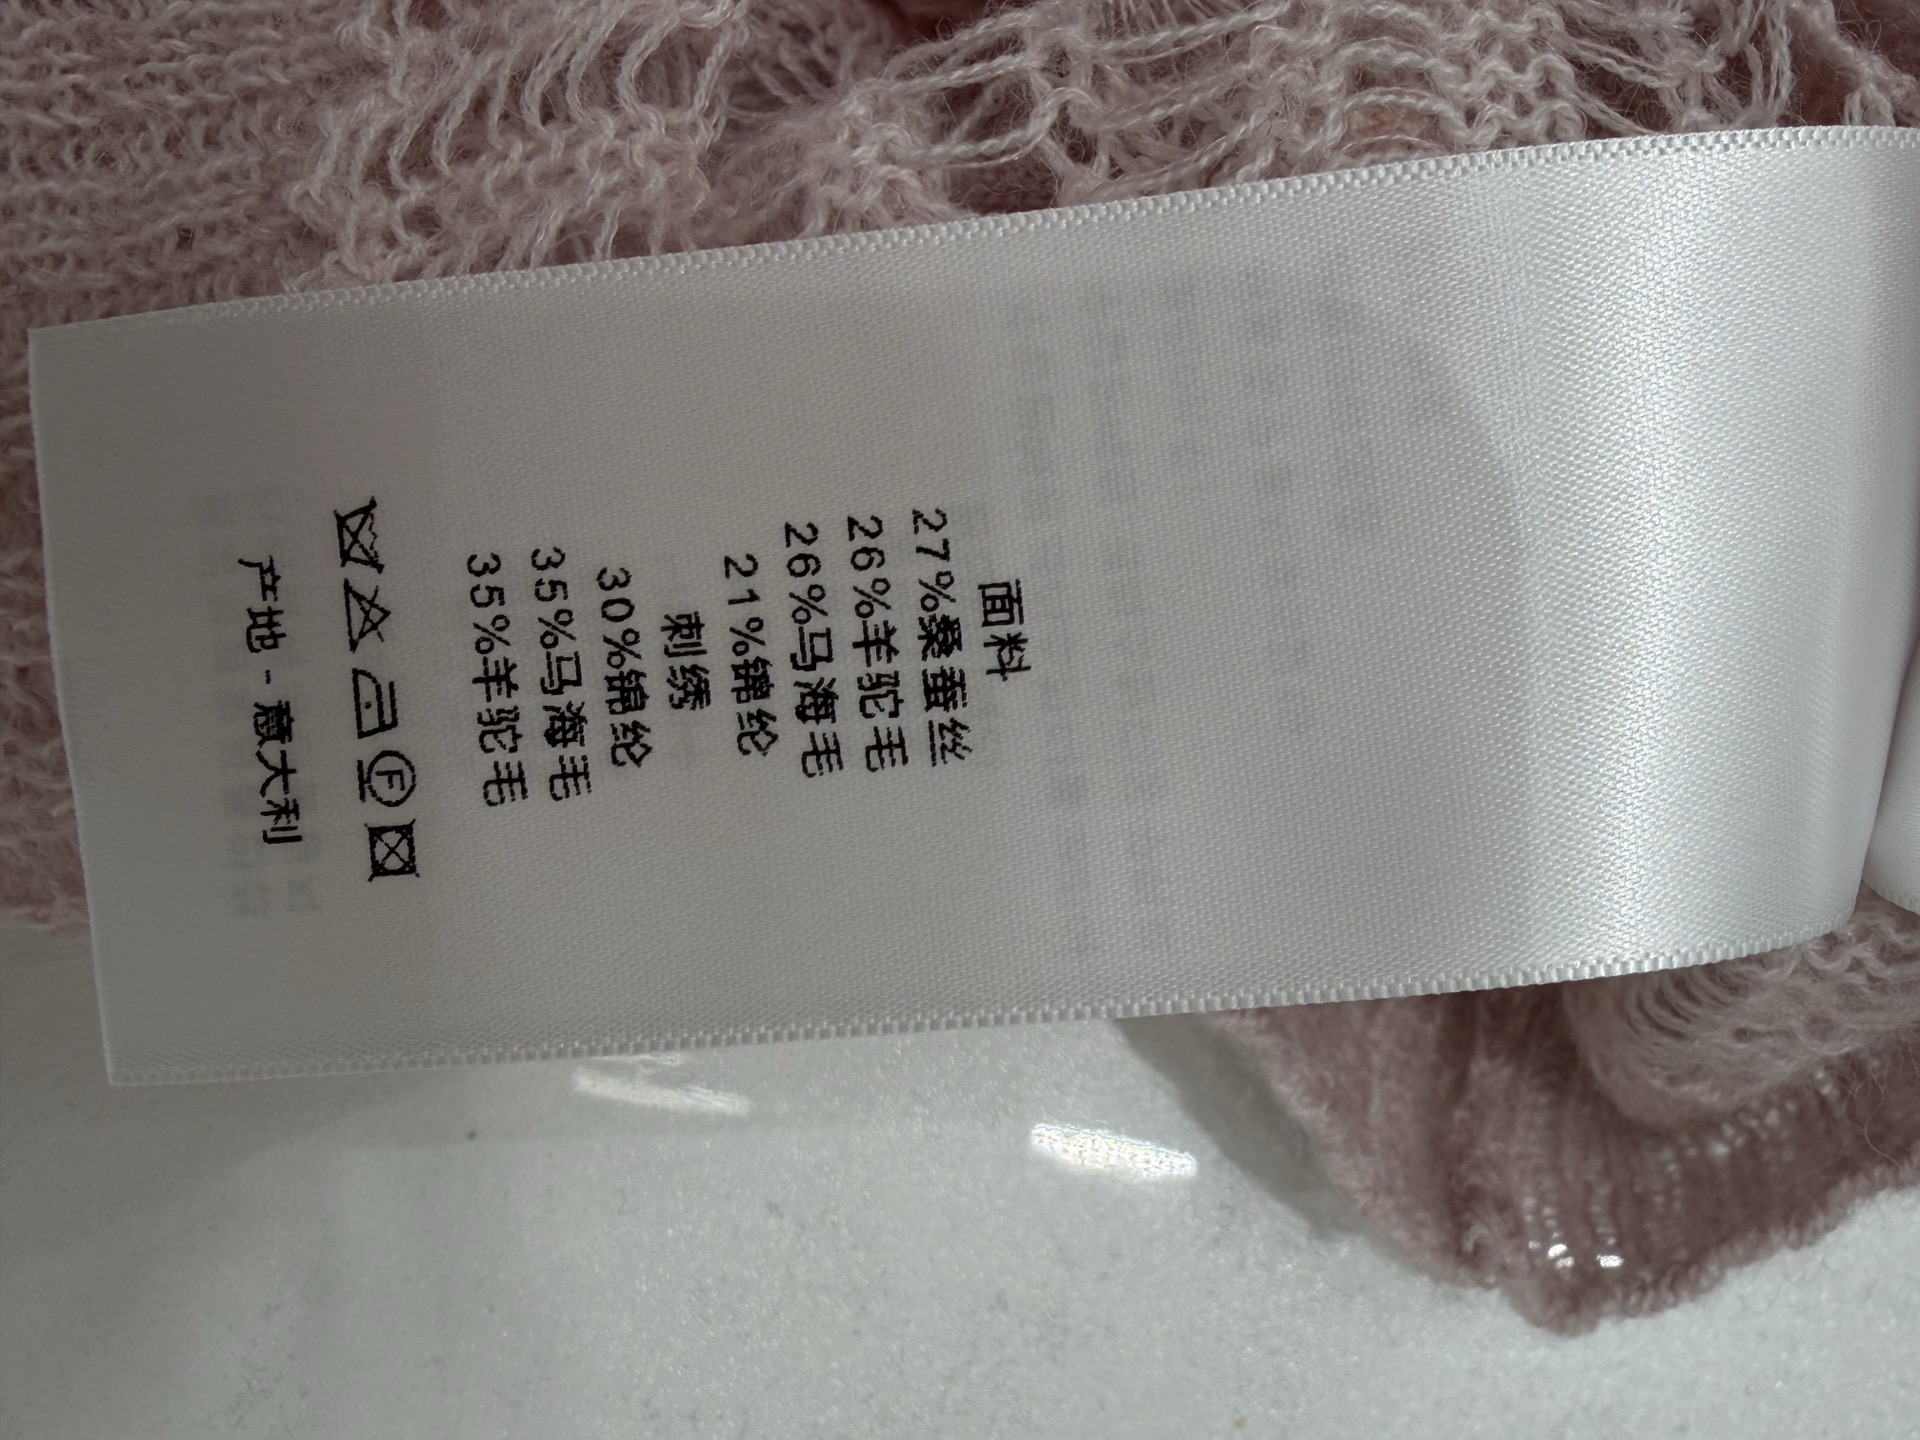 面料
27%桑蚕丝
26%羊驼毛
26%马海毛
21%锦纶
刺绣
30%锦纶
35%马海毛
35%羊驼毛
F
产地 - 意大利